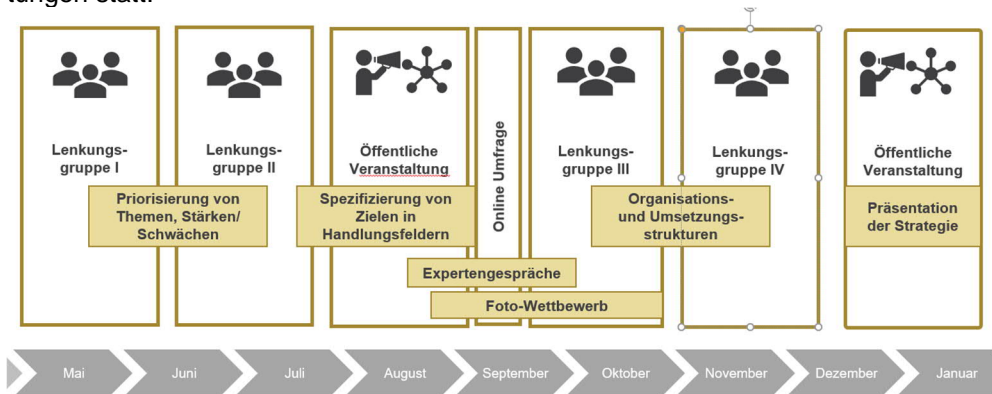 tungen statt.
Lenkungs-
gruppe I
Lenkungs-
gruppe II
Öffentliche
Veranstaltung
Online Umfrage
Lenkungs-
gruppe III
Lenkungs-
gruppe IV
Öffentliche
Veranstaltung
Priorisierung von
Themen, Stärken/
Schwächen
Spezifizierung von
Zielen in
Handlungsfeldern
Organisations-
und Umsetzungs-
strukturen
Präsentation
der Strategie
Expertengespräche
Foto-Wettbewerb
Mai
Juni
Juli
August
September
Oktober
November
Dezember
Januar